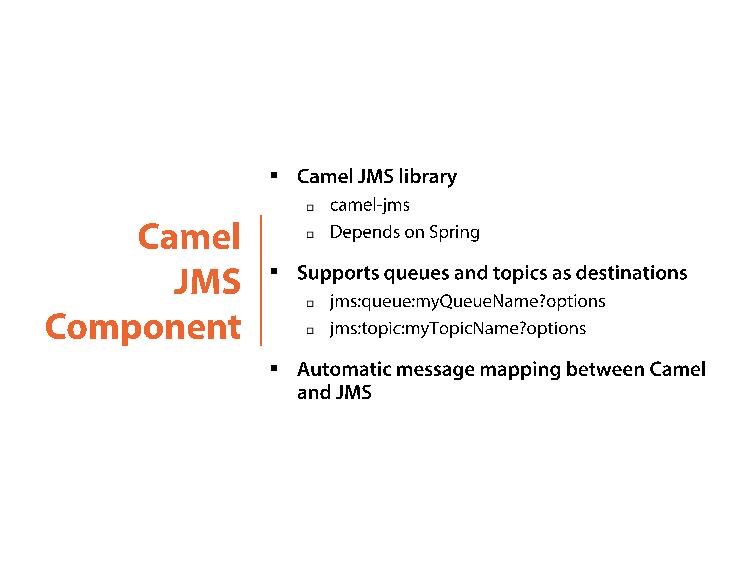 Camel
JMS
Component
▪ Camel JMS library
▫ camel-jms
▫ Depends on Spring
▪ Supports queues and topics as destinations
▫ jms:queue:myQueueName?options
▫ jms:topic:myTopicName?options
▪ Automatic message mapping between Camel
and JMS